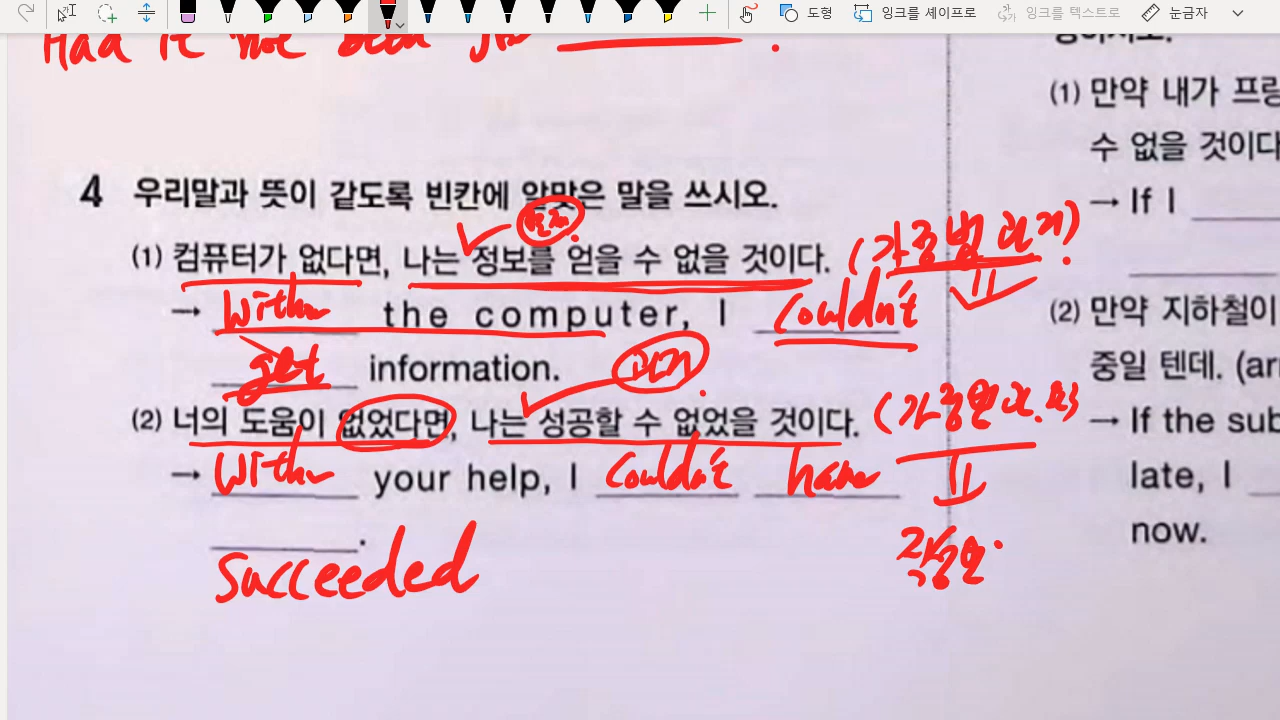 도형 잉크를 셰이프로 잉크를 텍스트로 눈금자
Had it not been for
4 우리말과 뜻이 같도록 빈칸에 알맞은 말을 쓰시오.
현재.
(1) 컴퓨터가 없다면, 나는 정보를 얻을 수 없을 것이다. (가정법 과거)
→ Without the computer, I couldn't
get information.
과거.
(2) 너의 도움이 없었다면, 나는 성공할 수 없었을 것이다. (가정법 과.완)
→ Without your help, I couldn't have
succeeded.
(1) 만약 내가 프랑
수 없을 것이다
→ If I
(2) 만약 지하철이
중일 텐데. (arr
→ If the sub
late, I
now.